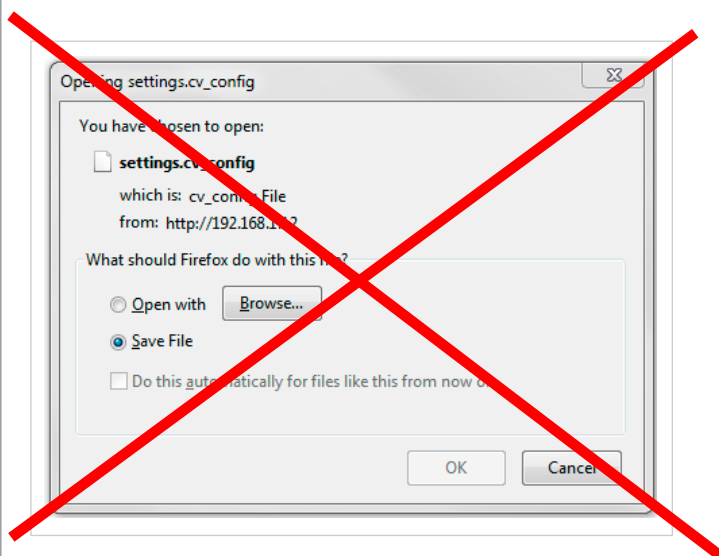 Opening settings.cv_config
You have chosen to open:
settings.cv_config
which is: cv_config File
from: http://192.168.1.12
What should Firefox do with this file?
Open with Browse...
Save File
Do this automatically for files like this from now on.
OK Cancel